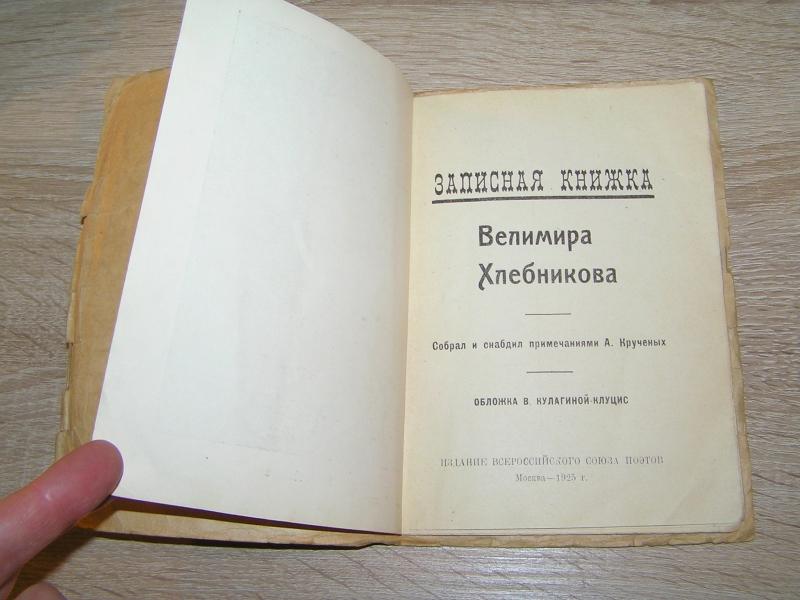 ЗАПИСНАЯ КНИЖКА
Велимира
Хлебникова
Собрал и снабдил примечаниями А. Крученых
ОБЛОЖКА В. КУЛАГИНОЙ-КЛУЦИС
ИЗДАНИЕ ВСЕРОССИЙСКОГО СОЮЗА ПОЭТОВ
Москва—1925 г.